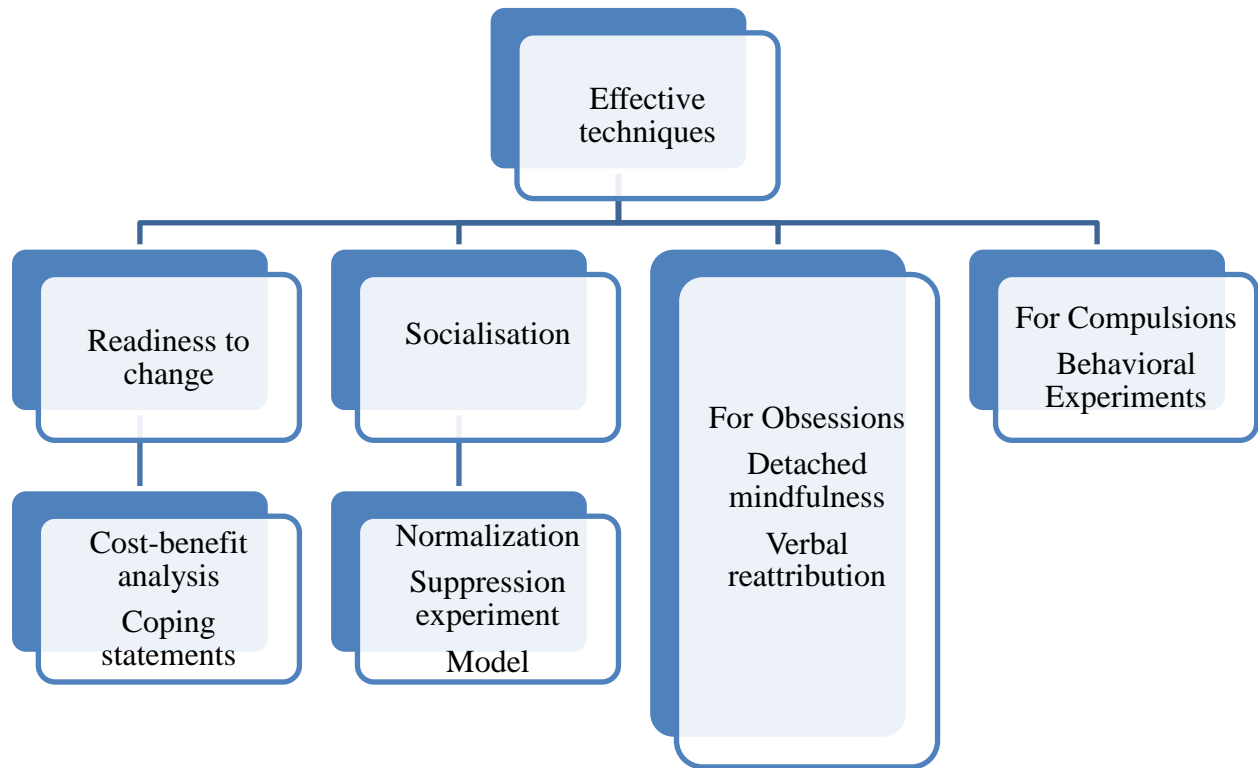 Effective
techniques
Readiness to
change
Socialisation
For Obsessions
Detached
mindfulness
Verbal
reattribution
For Compulsions
Behavioral
Experiments
Cost-benefit
analysis
Coping
statements
Normalization
Suppression
experiment
Model